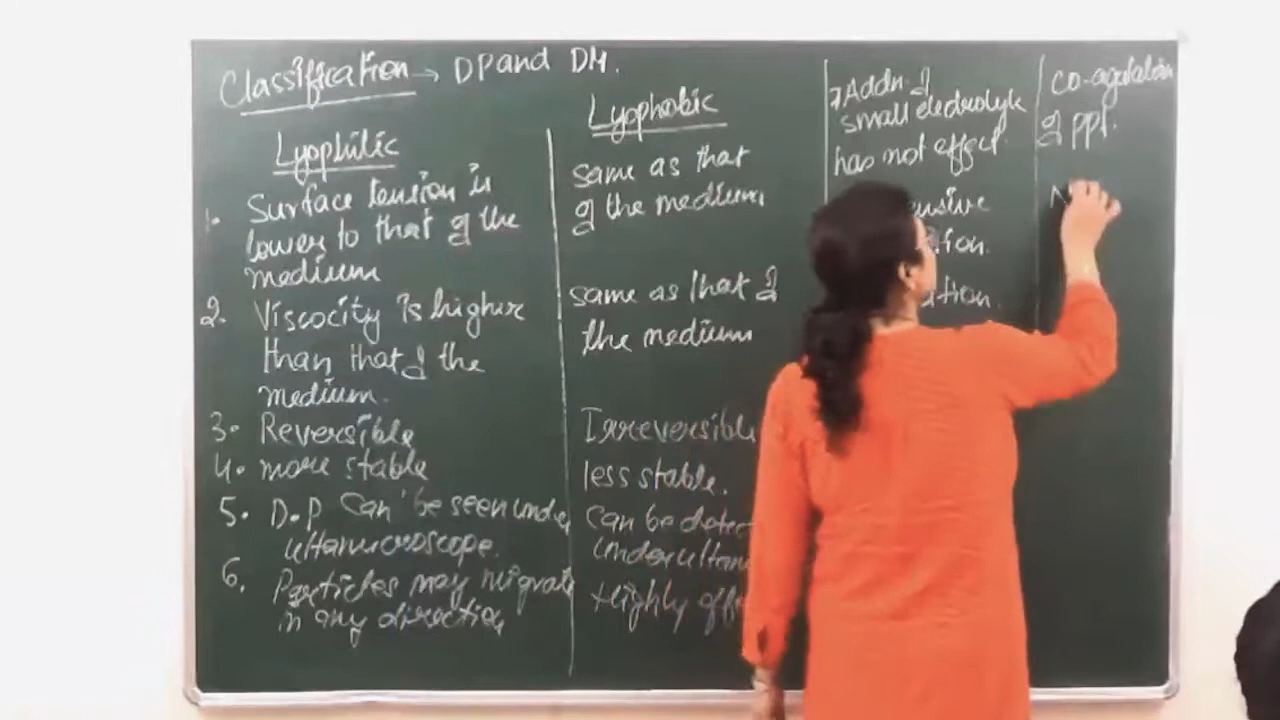 Classification → DP and DM.
Lyophilic
1. Surface tension is
lower to that of the
medium
2. Viscocity is higher
than that of the
medium.
3. Reversible
4. more stable
5. D.P Can't be seen under
ultamicroscope.
6. Particles may migrate
in any direction
Lyophobic
same as that
of the medium
same as that of
the medium
Irreversible
less stable.
Can be
Highly
7 Addn of
small electrolyte
has not effect.
Co-agulation
of ppt.